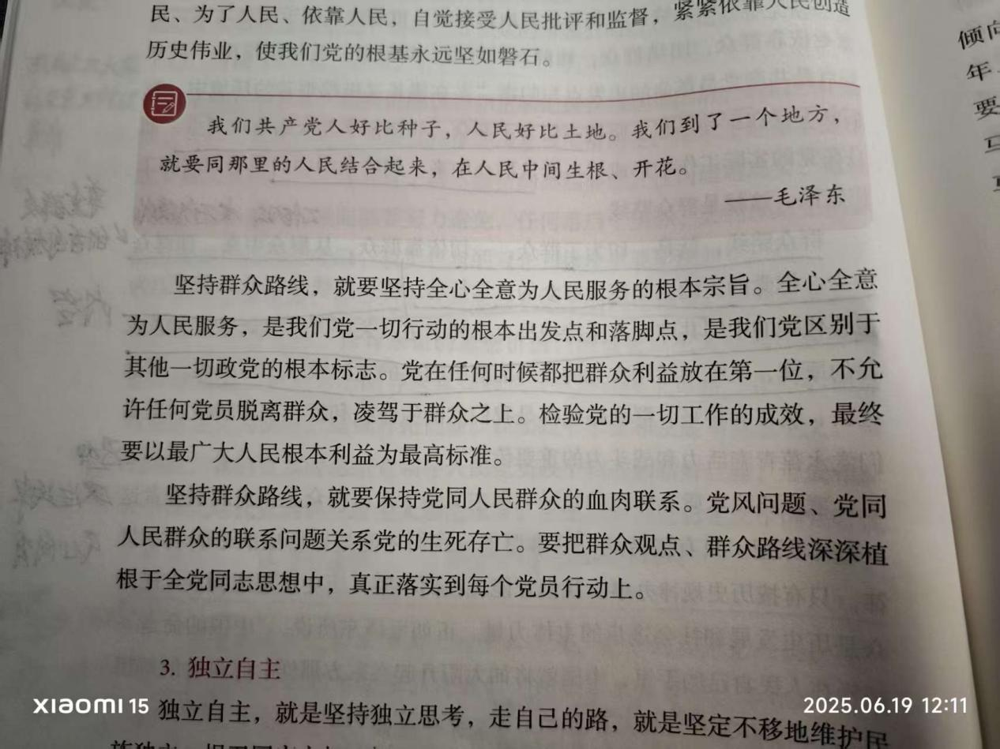 民、为了人民、依靠人民，自觉接受人民批评和监督，紧紧依靠人民创造
历史伟业，使我们党的根基永远坚如磐石。
我们共产党人好比种子，人民好比土地。我们到了一个地方，
就要同那里的人民结合起来，在人民中间生根、开花。
——毛泽东
坚持群众路线，就要坚持全心全意为人民服务的根本宗旨。全心全意
为人民服务，是我们党一切行动的根本出发点和落脚点，是我们党区别于
其他一切政党的根本标志。党在任何时候都把群众利益放在第一位，不允
许任何党员脱离群众，凌驾于群众之上。检验党的一切工作的成效，最终
要以最广大人民根本利益为最高标准。
坚持群众路线，就要保持党同人民群众的血肉联系。党风问题、党同
人民群众的联系问题关系党的生死存亡。要把群众观点、群众路线深深植
根于全党同志思想中，真正落实到每个党员行动上。
3. 独立自主
独立自主，就是坚持独立思考，走自己的路，就是坚定不移地维护民
倾向
年
要
马
xiaomi 15
2025.06.19 12:11